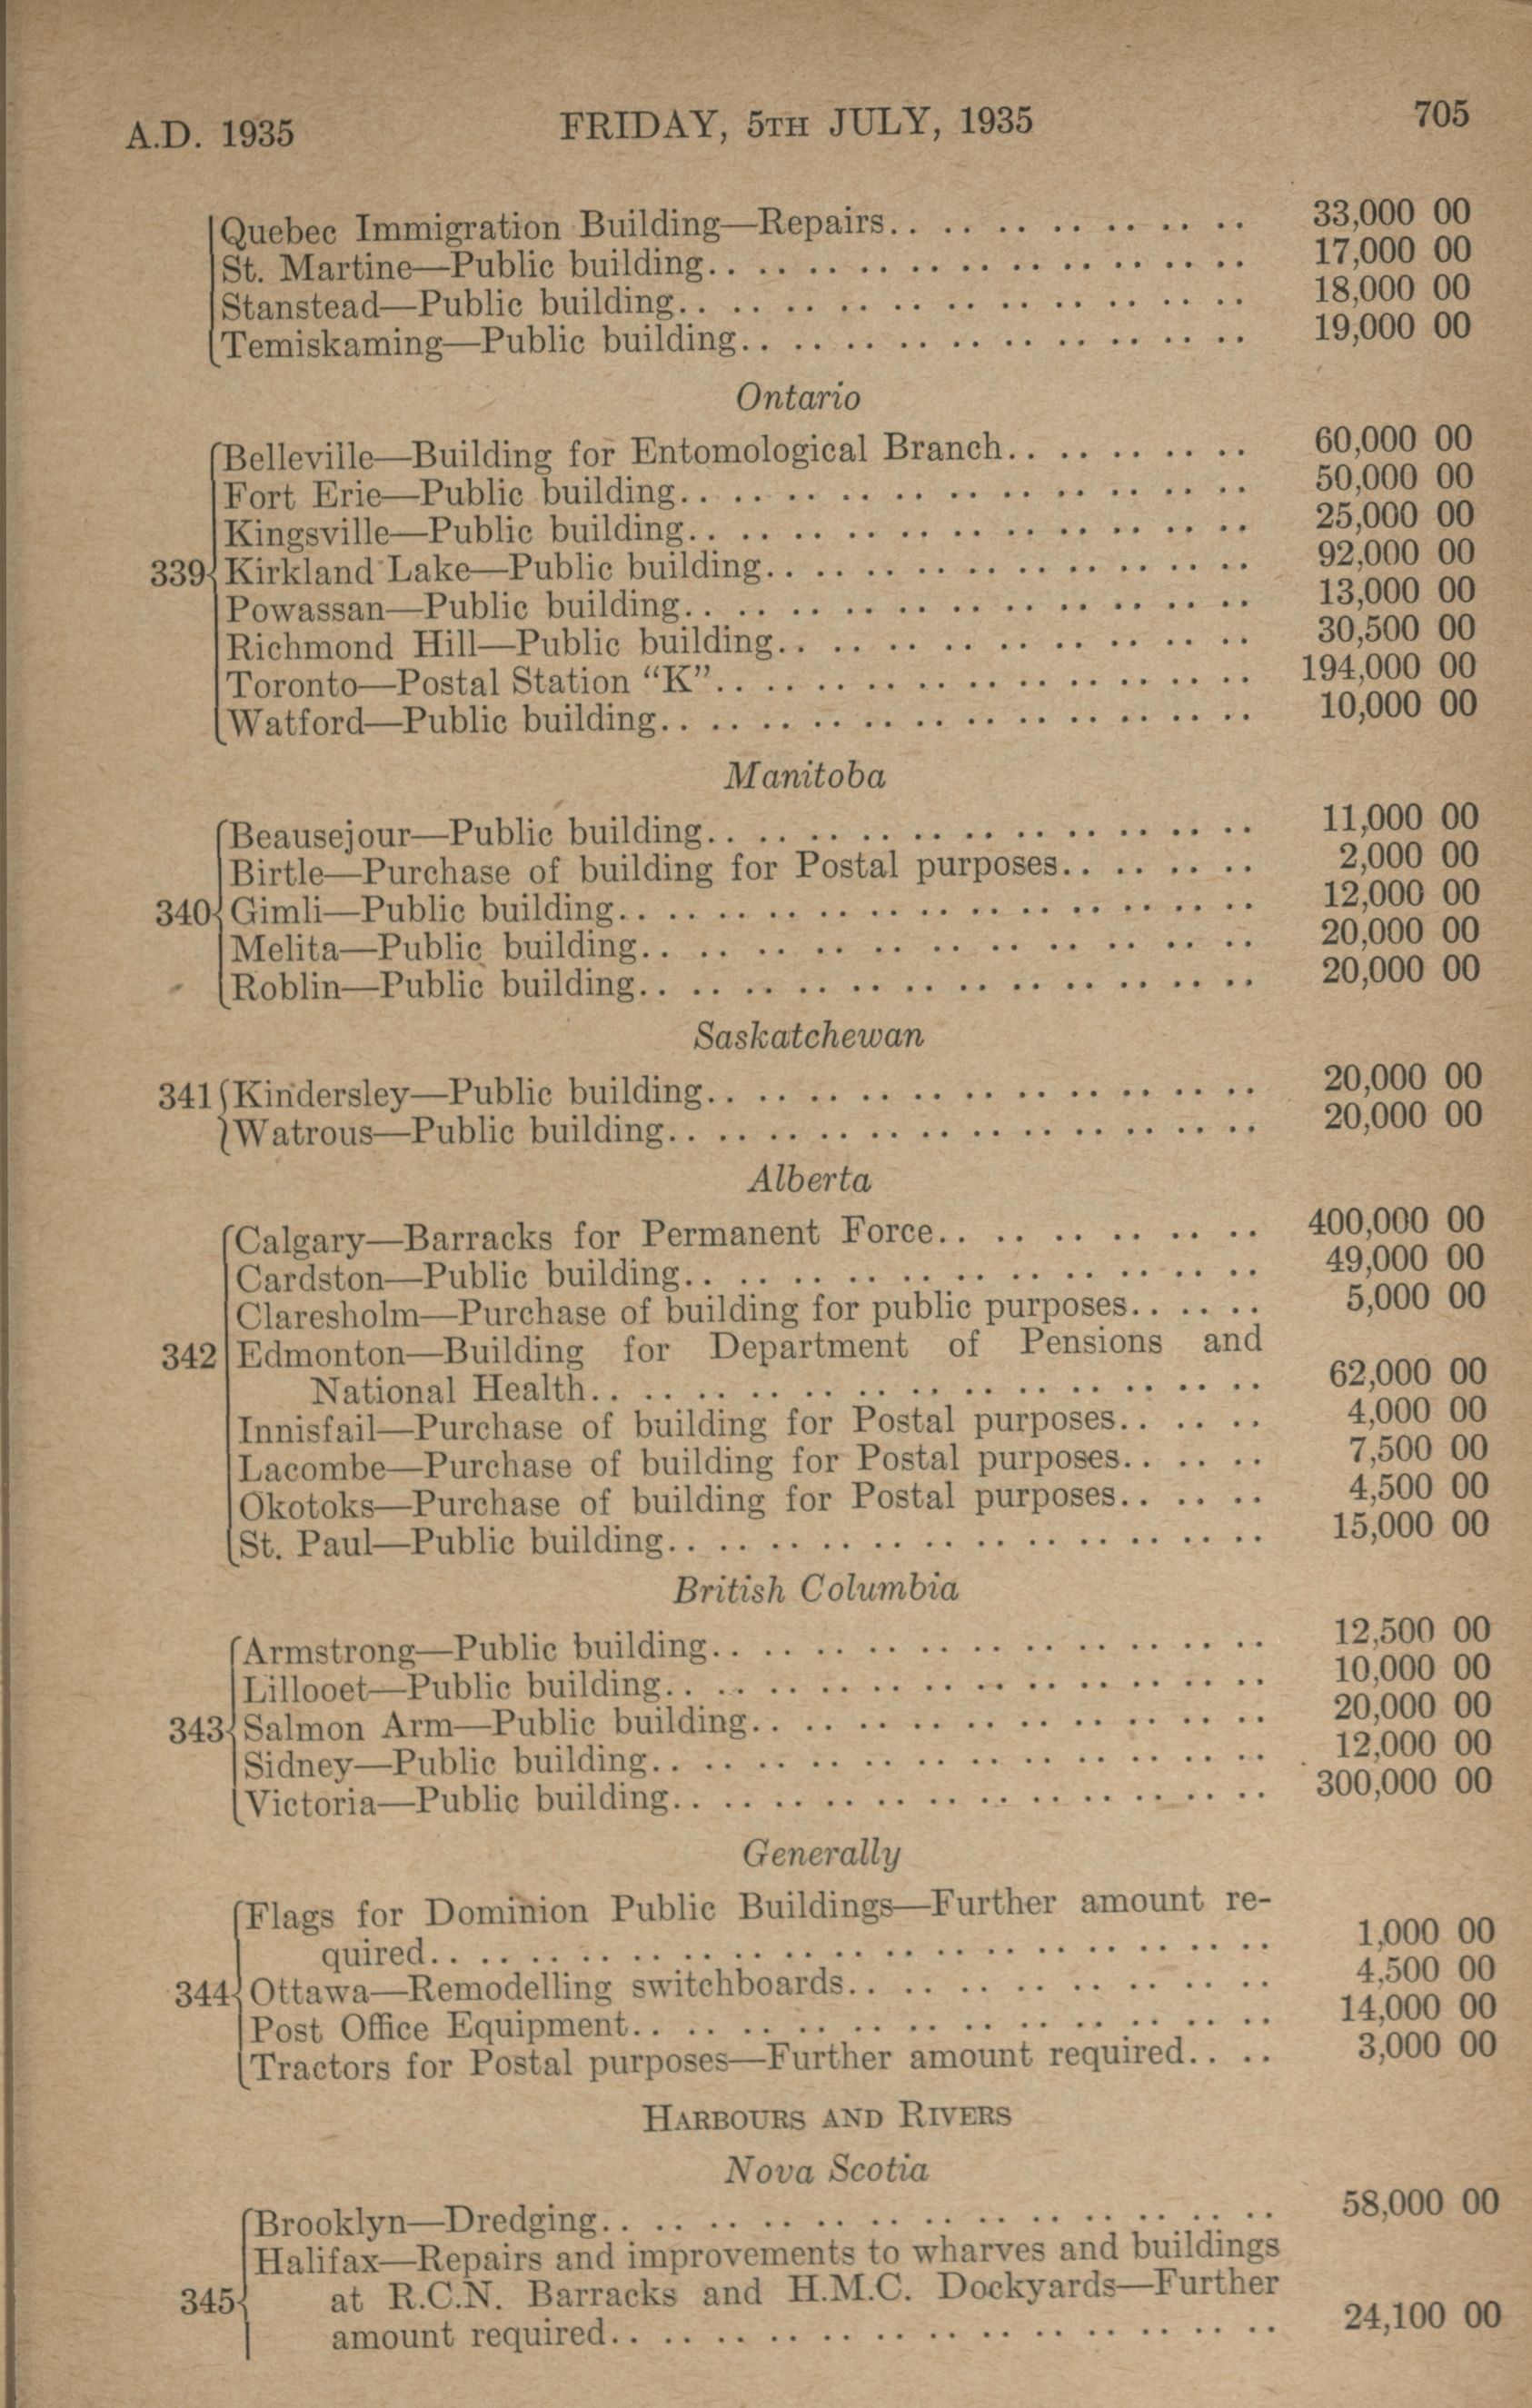 A.D. 1935 FRIDAY, 5TH JULY, 1935 705
Quebec Immigration Building—Repairs.. .. .. .. .. .. .. 33,000 00
St. Martine—Public building.. .. .. .. .. .. .. .. .. .. .. 17,000 00
Stanstead—Public building.. .. .. .. .. .. .. .. .. .. .. 18,000 00
Temiskaming—Public building.. .. .. .. .. .. .. .. .. .. 19,000 00
Ontario
Belleville—Building for Entomological Branch.. .. .. .. .. 60,000 00
Fort Erie—Public building.. .. .. .. .. .. .. .. .. .. .. 50,000 00
Kingsville—Public building.. .. .. .. .. .. .. .. .. .. .. 25,000 00
339 Kirkland Lake—Public building.. .. .. .. .. .. .. .. .. .. 92,000 00
Powassan—Public building.. .. .. .. .. .. .. .. .. .. .. 13,000 00
Richmond Hill—Public building.. .. .. .. .. .. .. .. .. 30,500 00
Toronto—Postal Station “K”.. .. .. .. .. .. .. .. .. .. .. 194,000 00
Watford—Public building.. .. .. .. .. .. .. .. .. .. .. .. 10,000 00
Manitoba
Beausejour—Public building.. .. .. .. .. .. .. .. .. .. .. 11,000 00
Birtle—Purchase of building for Postal purposes.. .. .. .. 2,000 00
340 Gimli—Public building.. .. .. .. .. .. .. .. .. .. .. .. .. 12,000 00
Melita—Public building.. .. .. .. .. .. .. .. .. .. .. .. 20,000 00
Roblin—Public building.. .. .. .. .. .. .. .. .. .. .. .. 20,000 00
Saskatchewan
341 Kindersley—Public building.. .. .. .. .. .. .. .. .. .. .. 20,000 00
Watrous—Public building.. .. .. .. .. .. .. .. .. .. .. .. 20,000 00
Alberta
Calgary—Barracks for Permanent Force.. .. .. .. .. .. 400,000 00
Cardston—Public building.. .. .. .. .. .. .. .. .. .. .. 49,000 00
Claresholm—Purchase of building for public purposes.. .. .. 5,000 00
342 Edmonton—Building for Department of Pensions and
National Health.. .. .. .. .. .. .. .. .. .. .. .. .. 62,000 00
Innisfail—Purchase of building for Postal purposes.. .. .. 4,000 00
Lacombe—Purchase of building for Postal purposes.. .. .. 7,500 00
Okotoks—Purchase of building for Postal purposes.. .. .. 4,500 00
St. Paul—Public building.. .. .. .. .. .. .. .. .. .. .. .. 15,000 00
British Columbia
Armstrong—Public building.. .. .. .. .. .. .. .. .. .. .. 12,500 00
Lillooet—Public building.. .. .. .. .. .. .. .. .. .. .. .. 10,000 00
343 Salmon Arm—Public building.. .. .. .. .. .. .. .. .. .. 20,000 00
Sidney—Public building.. .. .. .. .. .. .. .. .. .. .. .. 12,000 00
Victoria—Public building.. .. .. .. .. .. .. .. .. .. .. .. 300,000 00
Generally
Flags for Dominion Public Buildings—Further amount re-
quired.. .. .. .. .. .. .. .. .. .. .. .. .. .. .. .. .. 1,000 00
344 Ottawa—Remodelling switchboards.. .. .. .. .. .. .. .. 4,500 00
Post Office Equipment.. .. .. .. .. .. .. .. .. .. .. .. 14,000 00
Tractors for Postal purposes—Further amount required.. .. 3,000 00
HARBOURS AND RIVERS
Nova Scotia
Brooklyn—Dredging.. .. .. .. .. .. .. .. .. .. .. .. .. 58,000 00
Halifax—Repairs and improvements to wharves and buildings
345 at R.C.N. Barracks and H.M.C. Dockyards—Further
amount required.. .. .. .. .. .. .. .. .. .. .. .. .. 24,100 00